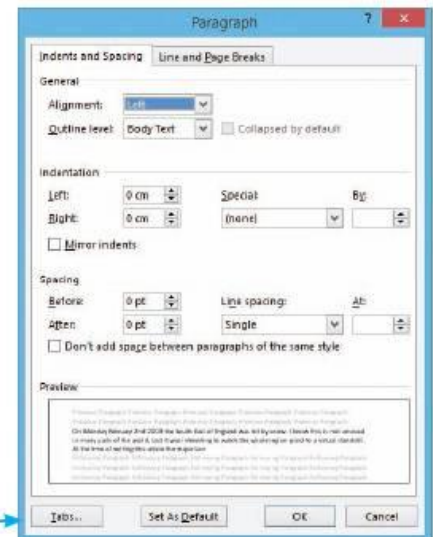 Paragraph ?
Indents and Spacing Line and Page Breaks
General
Alignment: Left
Outline level: Body Text Collapsed by default
Indentation
Left: 0 cm Special: By:
Right: 0 cm (none)
Mirror indents
Spacing
Before: 0 pt Line spacing: At:
After: 0 pt Single
Don't add space between paragraphs of the same style
Preview
Tabs... Set As Default OK Cancel